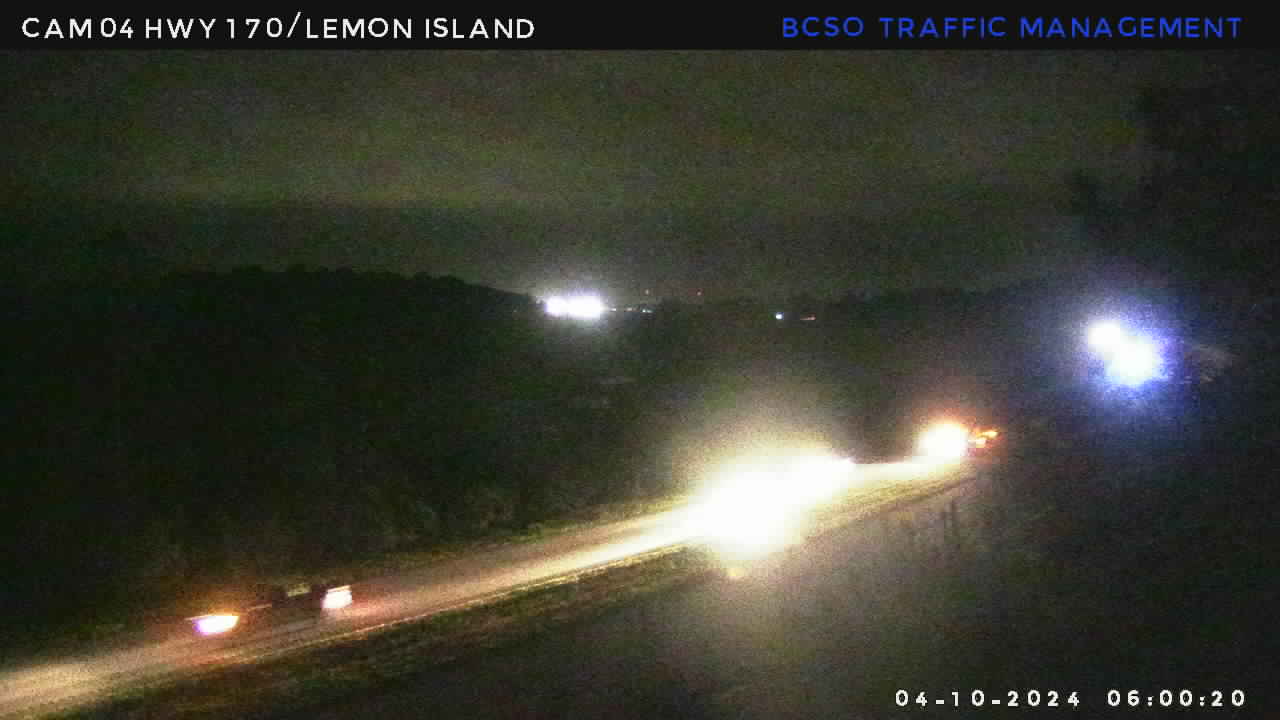 CAM04 HWY 170/LEMON ISLAND
BCSO TRAFFIC MANAGEMENT
04-10-2024 06:00:20